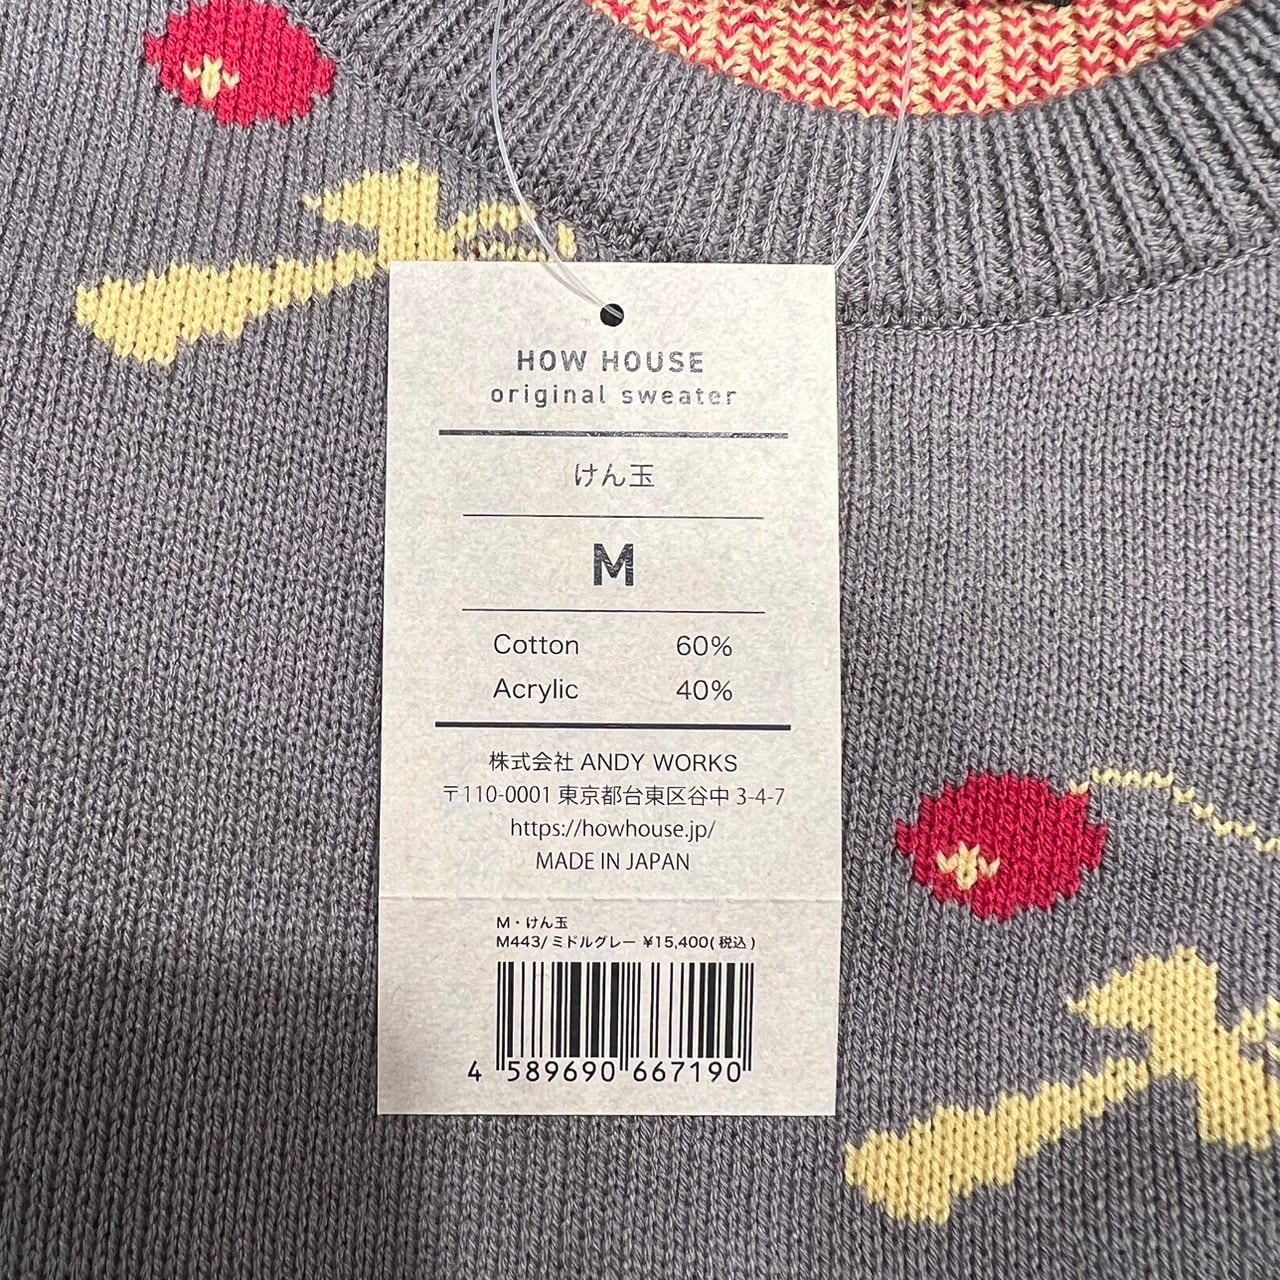 HOW HOUSE
original sweater
けん玉
M
Cotton 60%
Acrylic 40%
株式会社 ANDY WORKS
〒110-0001 東京都台東区谷中 3-4-7
https://howhouse.jp/
MADE IN JAPAN
M・けん玉
M443/ミドルグレー ¥15,400(税込)
4 589690 667190